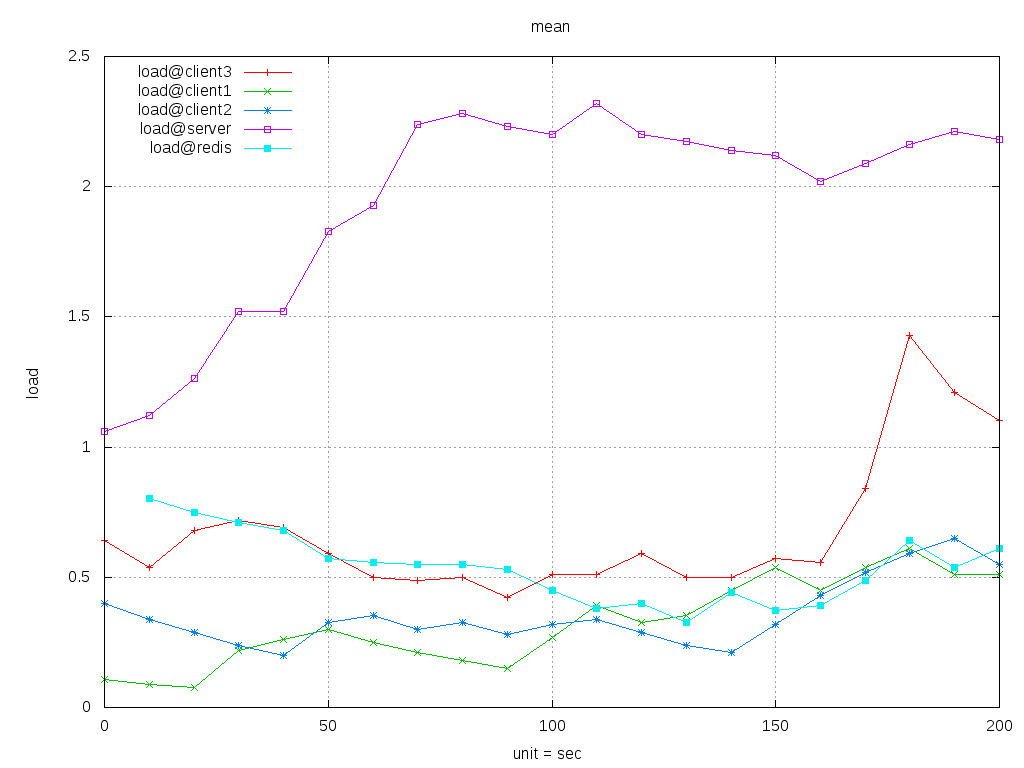 mean
load@client3
load@client1
load@client2
load@server
load@redis
2.5
2
1.5
1
0.5
0
load
0 50 100 150 200
unit = sec